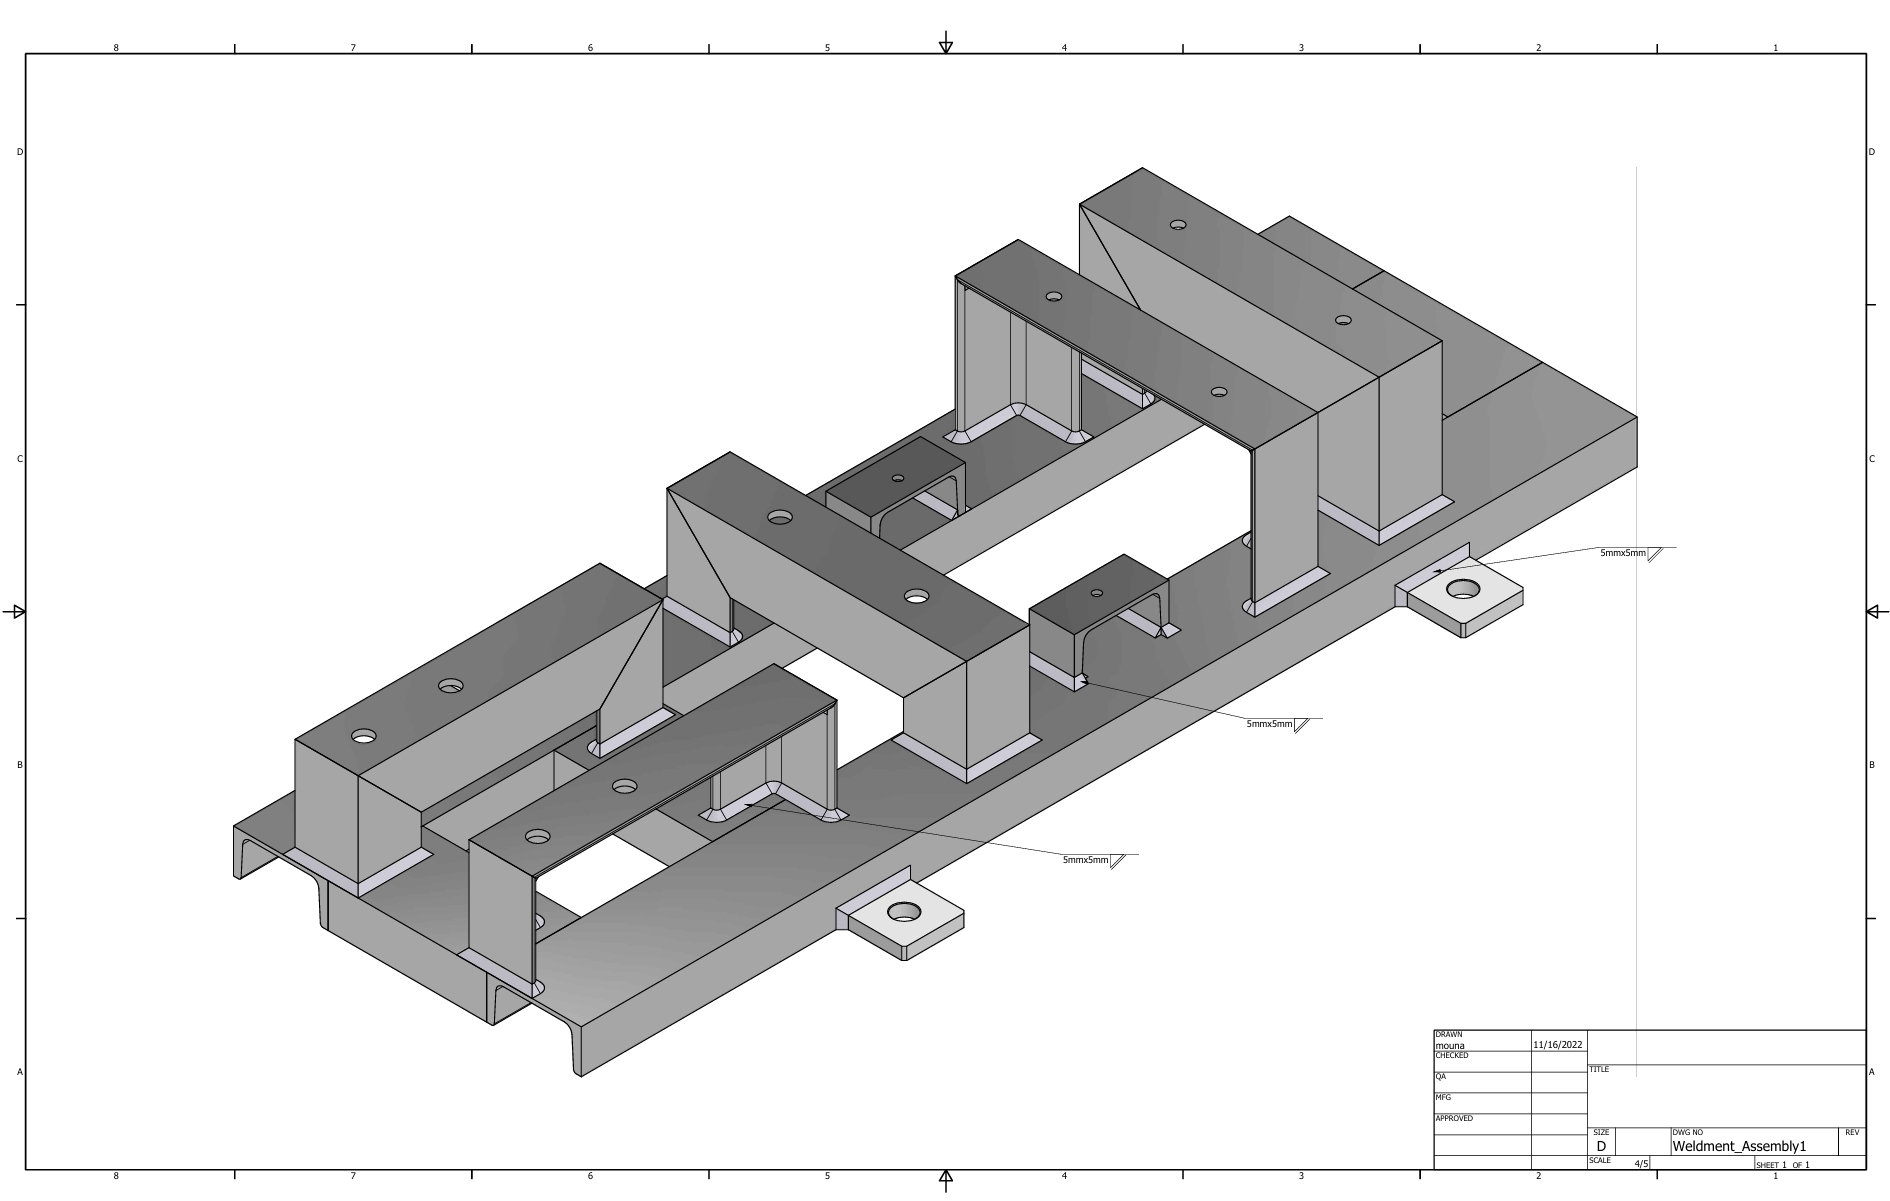 8 7 6 5 4 3 2 1
D D
C C
5mmx5mm
5mmx5mm
B B
5mmx5mm
A A
DRAWN
mouna 11/16/2022
CHECKED
TITLE
QA
MFG
APPROVED
SIZE DWG NO REV
D Weldment_Assembly1
SCALE 4/5 SHEET 1 OF 1
8 7 6 5 4 3 2 1